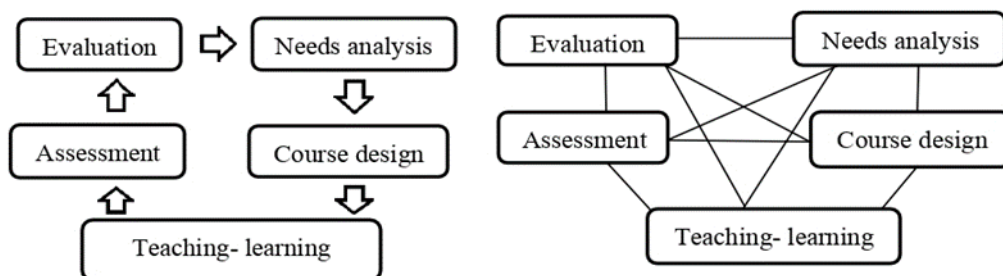 Evaluation
Needs analysis
Assessment
Course design
Teaching- learning
Evaluation
Needs analysis
Assessment
Course design
Teaching- learning